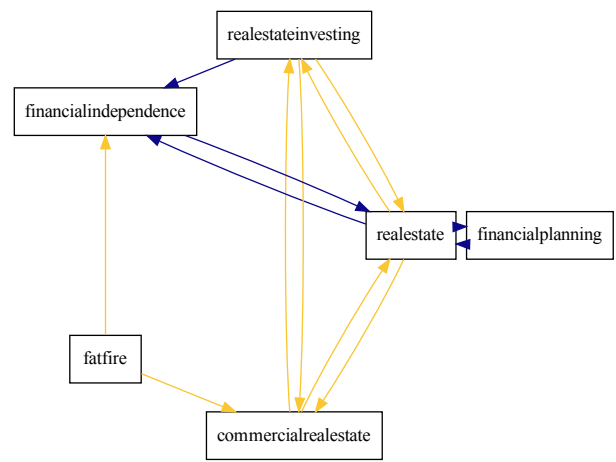 realestateinvesting
financialindependence
realestate
financialplanning
fatfire
commercialrealestate